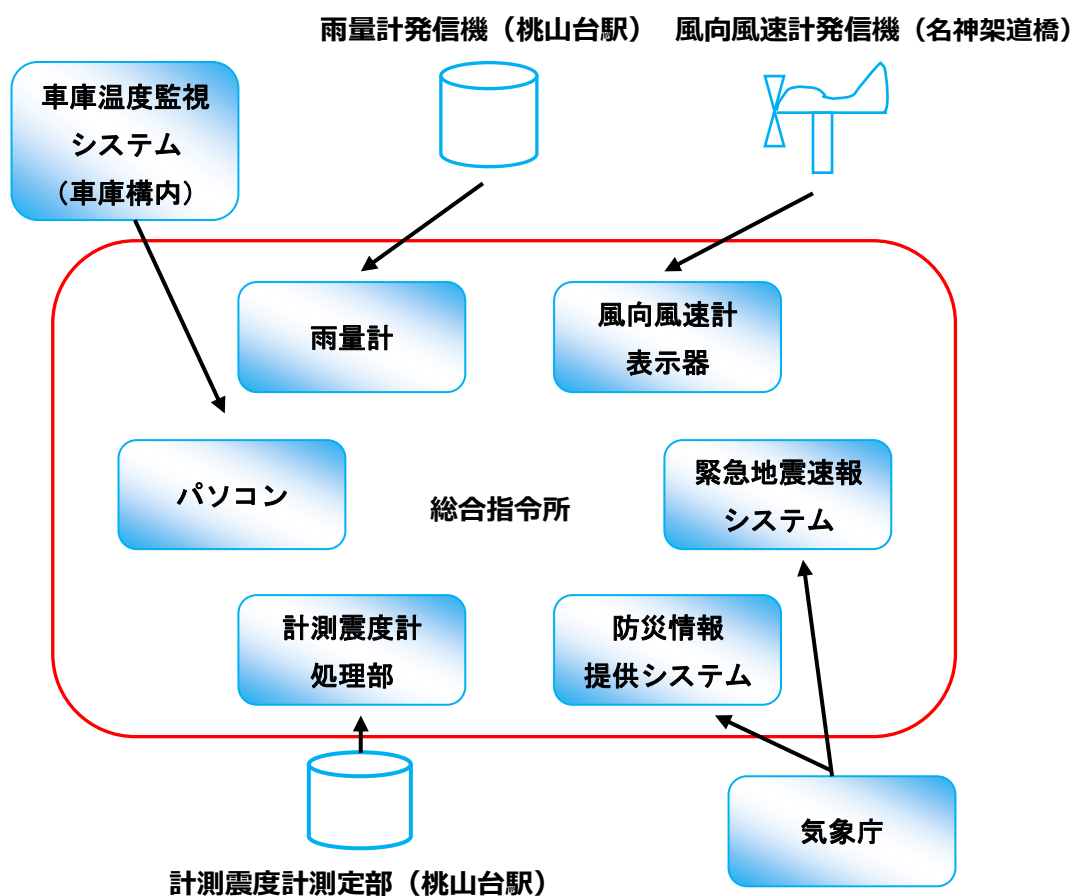 雨量計発信機（桃山台駅）
風向風速計発信機（名神架道橋）
車庫温度監視
システム
（車庫構内）
雨量計
風向風速計
表示器
パソコン
総合指令所
緊急地震速報
システム
計測震度計
処理部
防災情報
提供システム
気象庁
計測震度計測定部（桃山台駅）